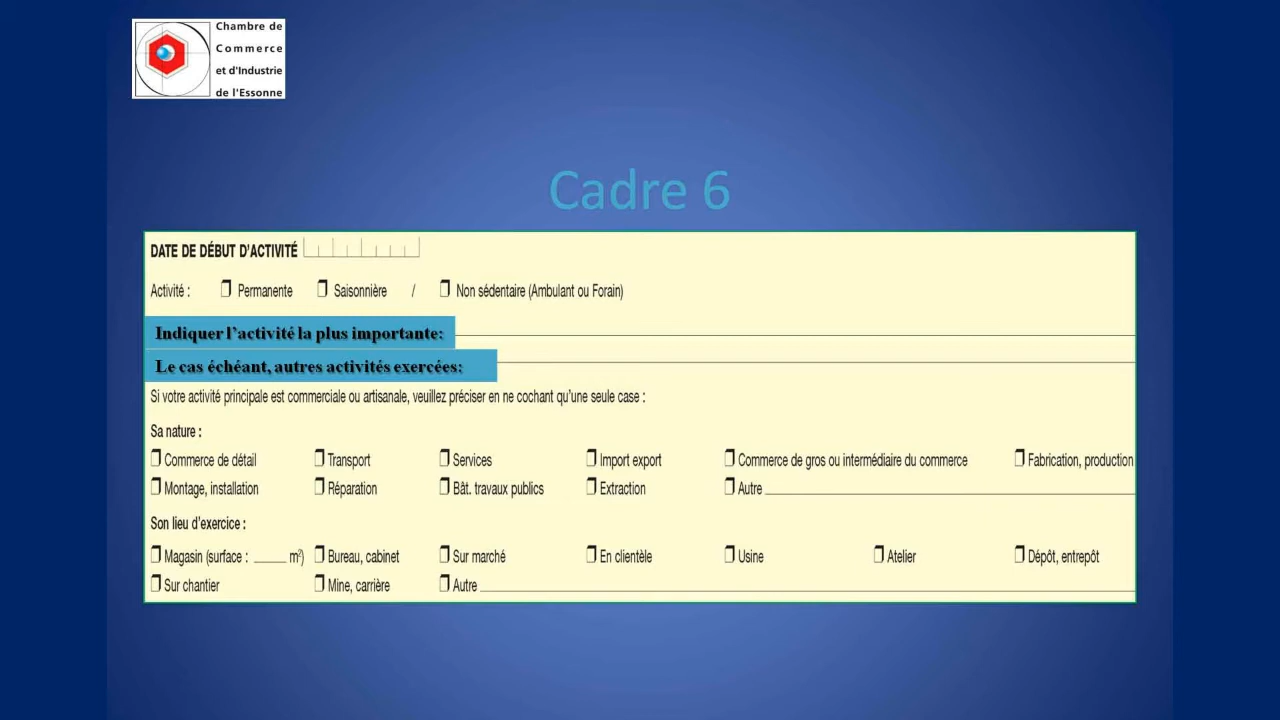 Chambre de
Commerce
et d'Industrie
de l'Essonne
Cadre 6
DATE DE DÉBUT D'ACTIVITÉ
Activité : Permanente Saisonnière / Non sédentaire (Ambulant ou Forain)
Indiquer l'activité la plus importante:
Le cas échéant, autres activités exercées:
Si votre activité principale est commerciale ou artisanale, veuillez préciser en ne cochant qu'une seule case :
Sa nature :
Commerce de détail Transport Services Import export Commerce de gros ou intermédiaire du commerce Fabrication, production
Montage, installation Réparation Bât. travaux publics Extraction Autre
Son lieu d'exercice :
Magasin (surface : _____ m²) Bureau, cabinet Sur marché En clientèle Usine Atelier Dépôt, entrepôt
Sur chantier Mine, carrière Autre